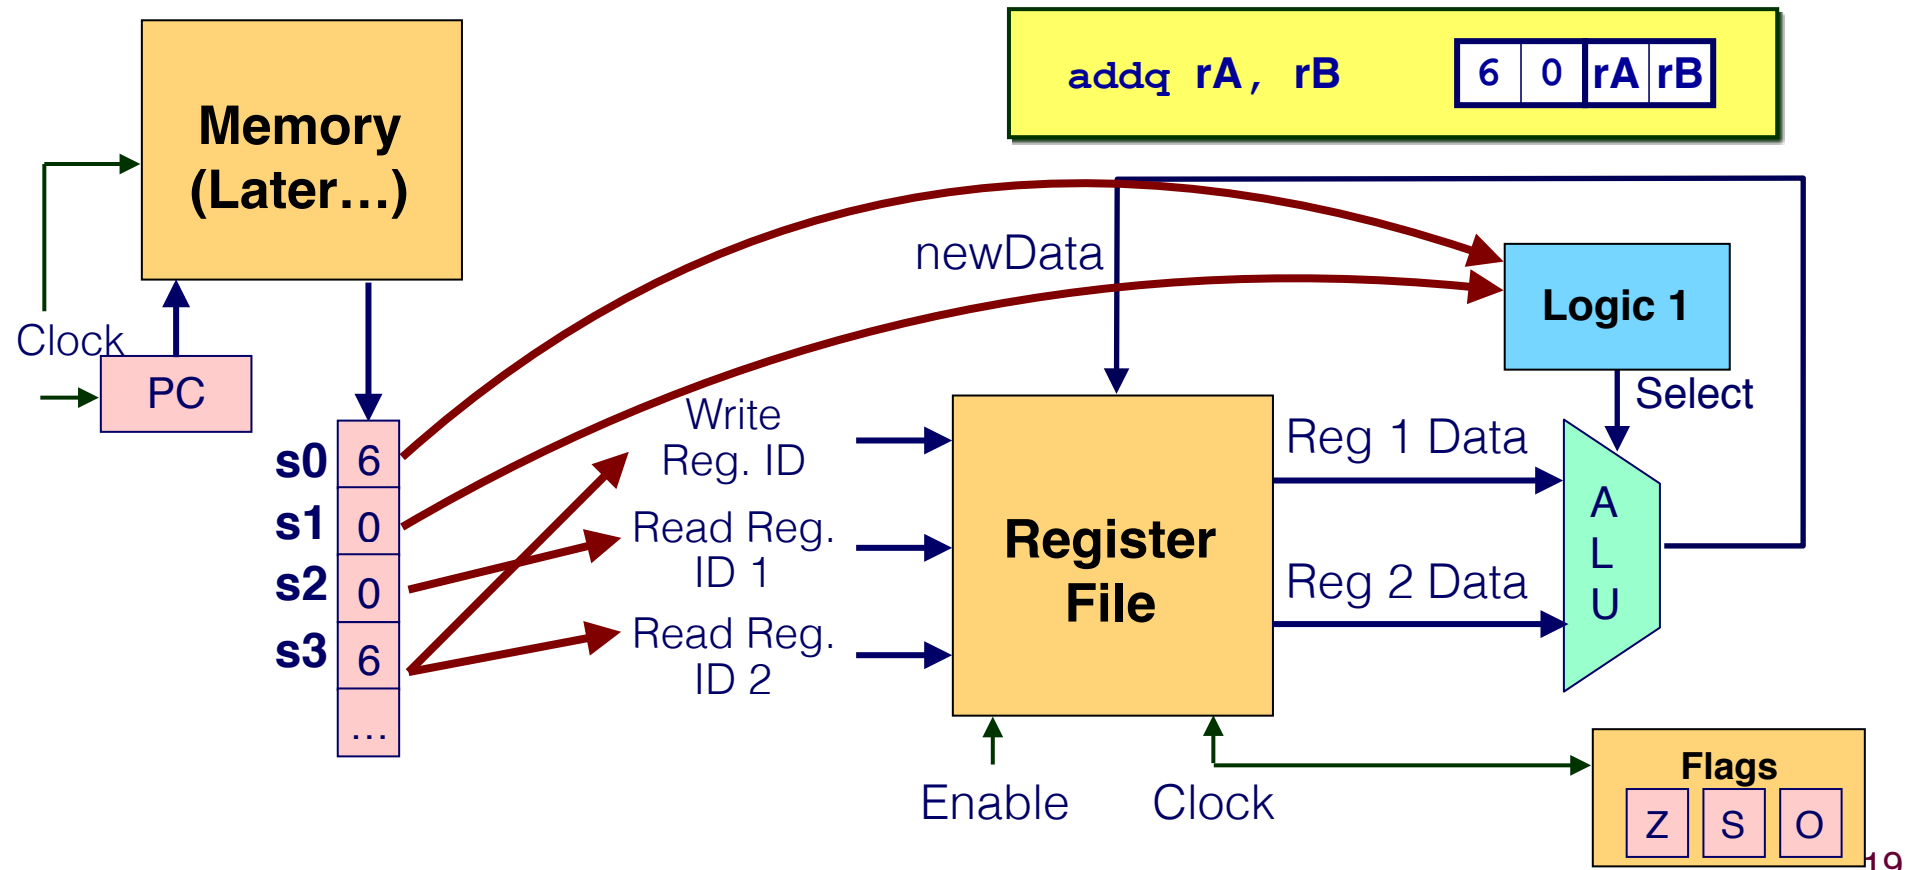 addq rA, rB
6 0 rA rB
Memory
(Later…)
Clock
PC
s0 6
s1 0
s2 0
s3 6
…
newData
Write
Reg. ID
Read Reg.
ID 1
Read Reg.
ID 2
Register
File
Enable
Clock
Reg 1 Data
Reg 2 Data
Logic 1
Select
A
L
U
Flags
Z S O
19